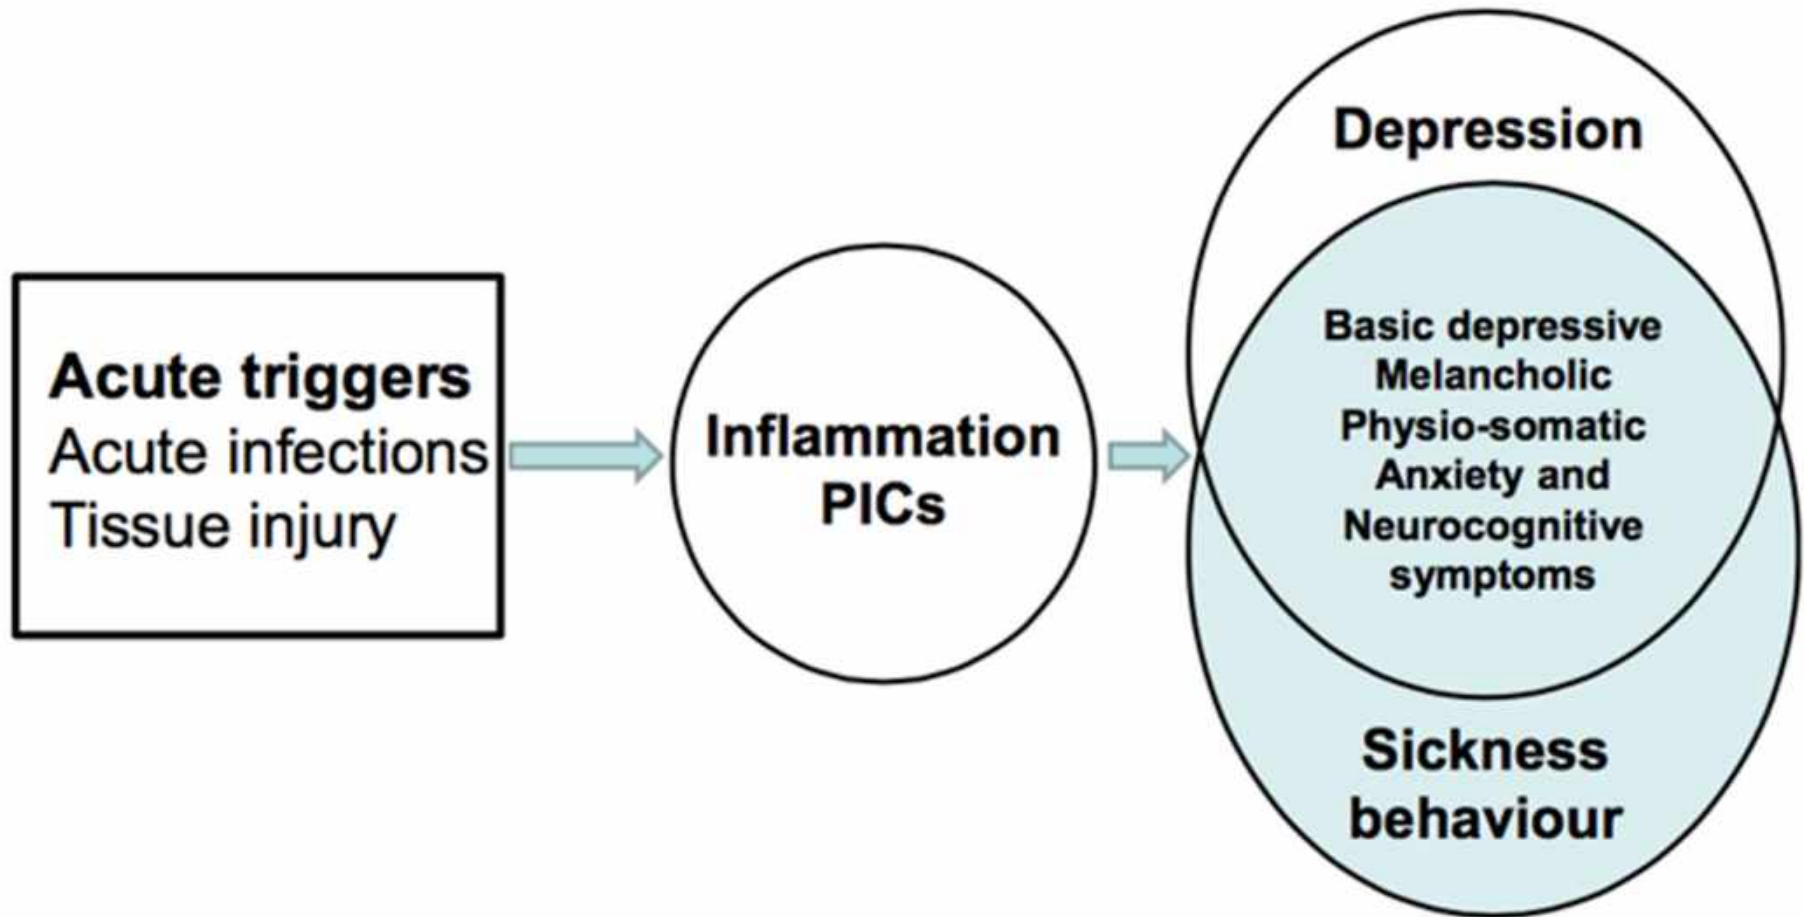 Acute triggers
Acute infections
Tissue injury
Inflammation
PICs
Depression
Basic depressive
Melancholic
Physio-somatic
Anxiety and
Neurocognitive
symptoms
Sickness
behaviour